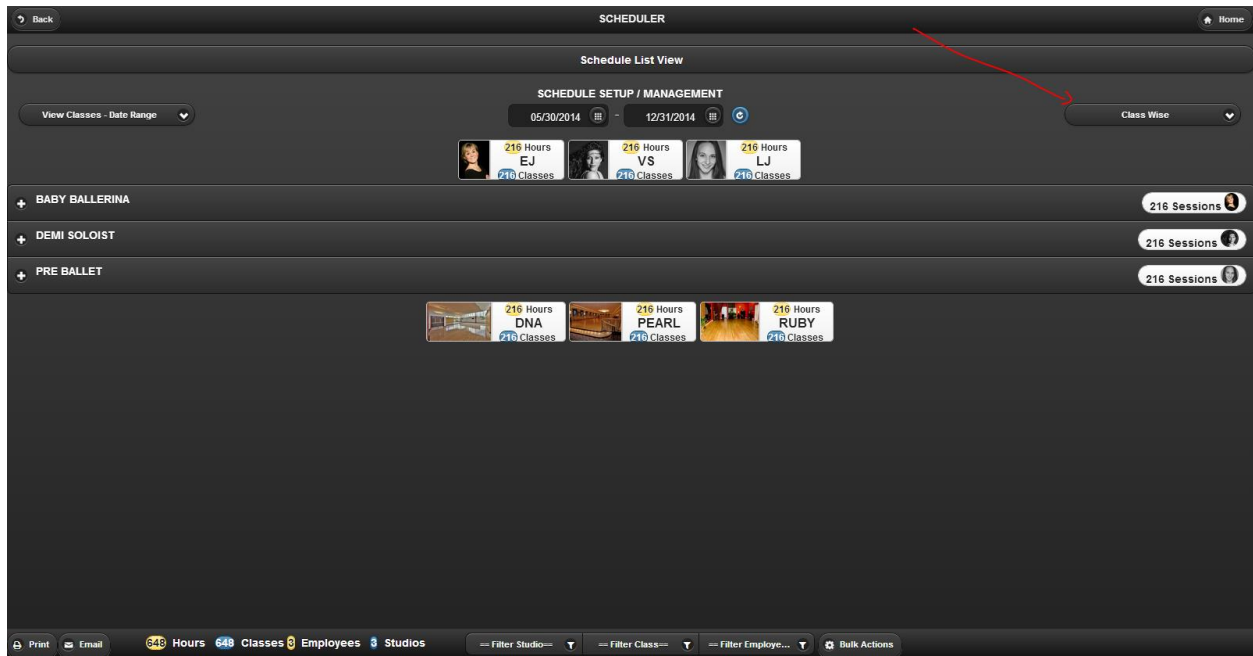 Back
SCHEDULER
Home
Schedule List View
SCHEDULE SETUP / MANAGEMENT
View Classes - Date Range
05/30/2014 - 12/31/2014
Class Wise
216 Hours
EJ
216 Classes
216 Hours
VS
216 Classes
216 Hours
LJ
216 Classes
BABY BALLERINA
216 Sessions
DEMI SOLOIST
216 Sessions
PRE BALLET
216 Sessions
216 Hours
DNA
216 Classes
216 Hours
PEARL
216 Classes
216 Hours
RUBY
216 Classes
Print
Email
648 Hours 648 Classes 3 Employees 3 Studios
== Filter Studio==
== Filter Class==
== Filter Employe...
Bulk Actions